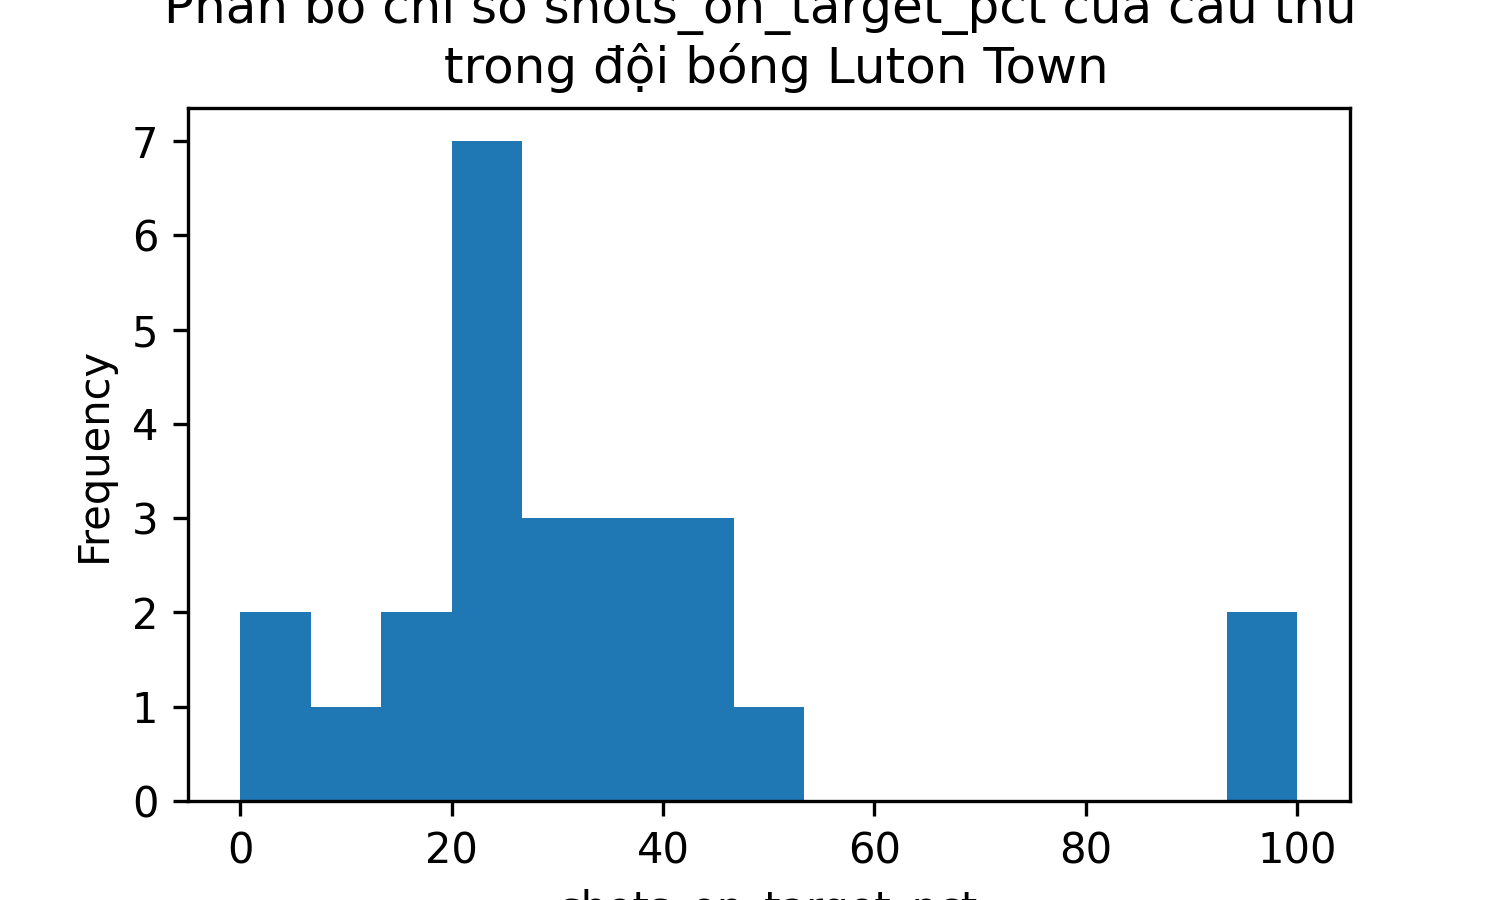 Phân bố chỉ số shots_on_target_pct của cầu thủ
trong đội bóng Luton Town
7
6
5
4
3
2
1
0
Frequency
0 20 40 60 80 100
shots_on_target_pct